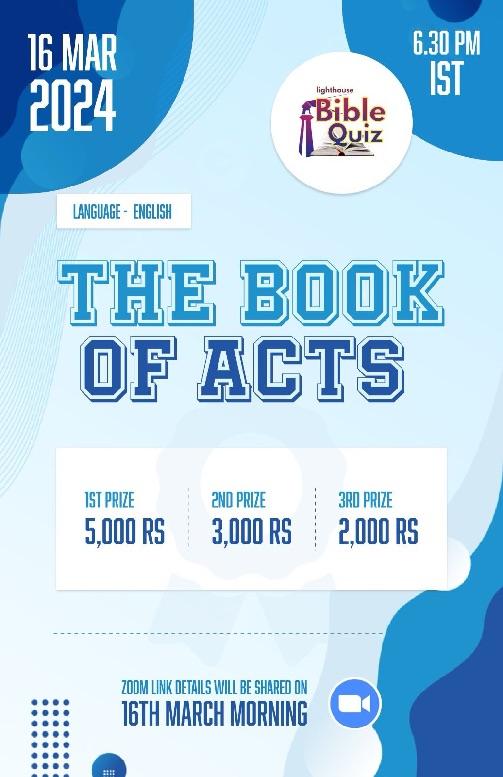 16 MAR
2024
6.30 PM
IST
lighthouse
Bible
Quiz
LANGUAGE - ENGLISH
THE BOOK
OF ACTS
1ST PRIZE
5,000 RS
2ND PRIZE
3,000 RS
3RD PRIZE
2,000 RS
ZOOM LINK DETAILS WILL BE SHARED ON
16TH MARCH MORNING